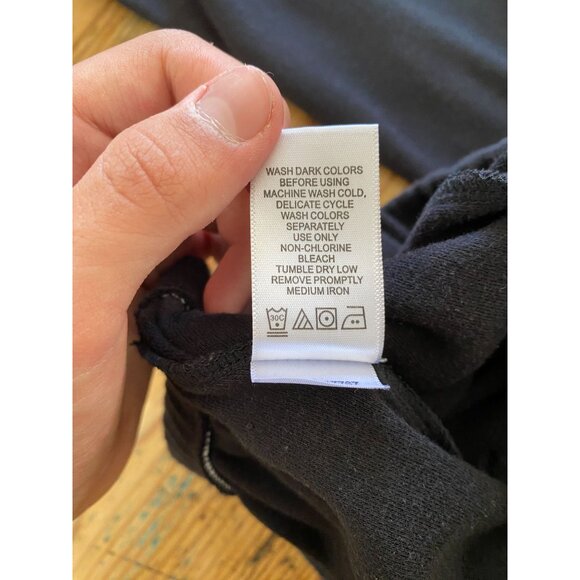 WASH DARK COLORS
BEFORE USING
MACHINE WASH COLD,
DELICATE CYCLE
WASH COLORS
SEPARATELY
USE ONLY
NON-CHLORINE
BLEACH
TUMBLE DRY LOW
REMOVE PROMPTLY
MEDIUM IRON
30C